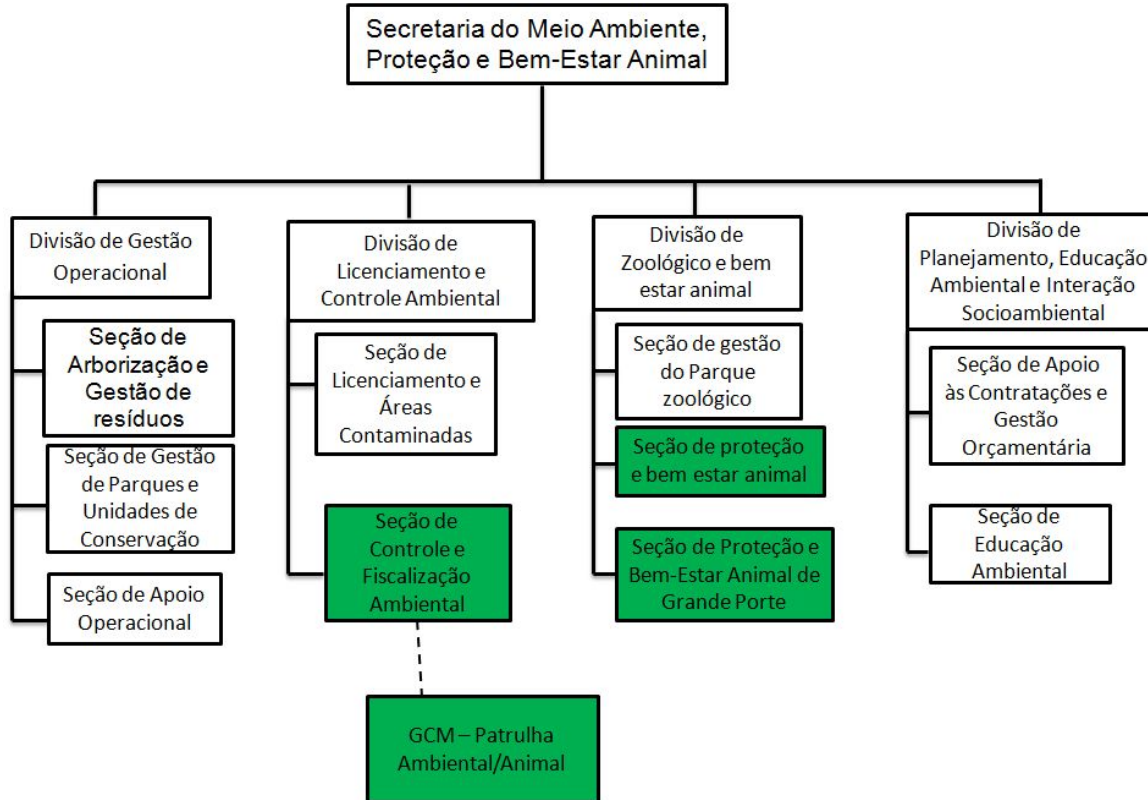 Secretaria do Meio Ambiente,
Proteção e Bem-Estar Animal
Divisão de Gestão
Operacional
Seção de
Arborização e
Gestão de
resíduos
Seção de Gestão
de Parques e
Unidades de
Conservação
Seção de Apoio
Operacional
Divisão de
Licenciamento e
Controle Ambiental
Seção de
Licenciamento e
Áreas
Contaminadas
Seção de
Controle e
Fiscalização
Ambiental
GCM – Patrulha
Ambiental/Animal
Divisão de
Zoológico e bem
estar animal
Seção de gestão
do Parque
zoológico
Seção de proteção
e bem estar animal
Seção de Proteção e
Bem-Estar Animal de
Grande Porte
Divisão de
Planejamento, Educação
Ambiental e Interação
Socioambiental
Seção de Apoio
às Contratações e
Gestão
Orçamentária
Seção de
Educação
Ambiental